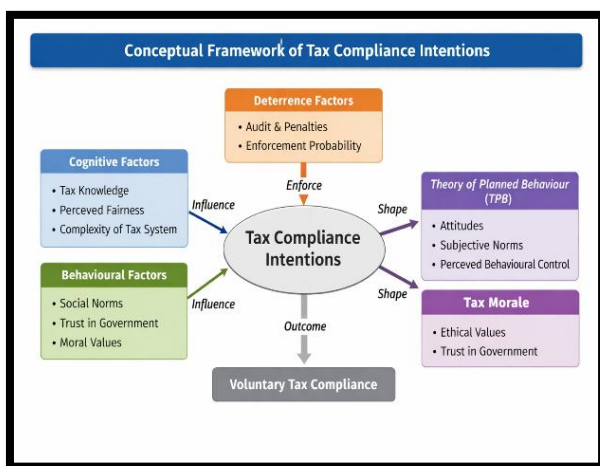 Conceptual Framework of Tax Compliance Intentions
Deterrence Factors
• Audit & Penalties
• Enforcement Probability
Cognitive Factors
• Tax Knowledge
• Perceved Fairness
• Complexity of Tax System
Influence
Enforce
Shape
Theory of Planned Behaviour
(TPB)
• Attitudes
• Subjective Norms
• Perceaved Behavioural Control
Tax Compliance
Intentions
Behavioural Factors
• Social Norms
• Trust in Government
• Moral Values
Influence
Shape
Tax Morale
• Ethical Values
• Trust in Government
Outcome
Voluntary Tax Compliance